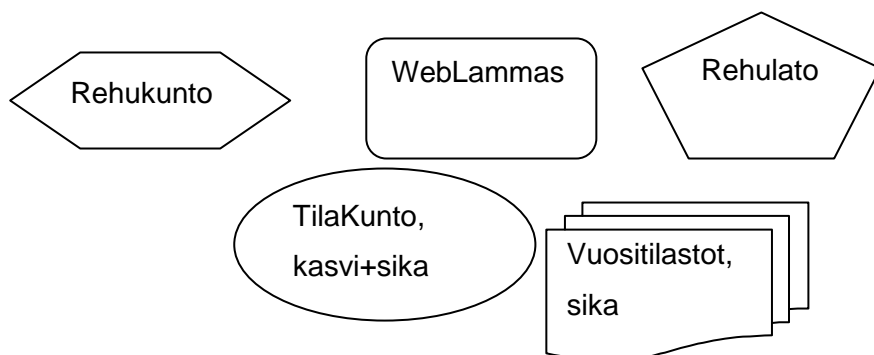 Rehukunto
WebLammas
Rehulato
TilaKunto,
kasvi+sika
Vuositilastot,
sika